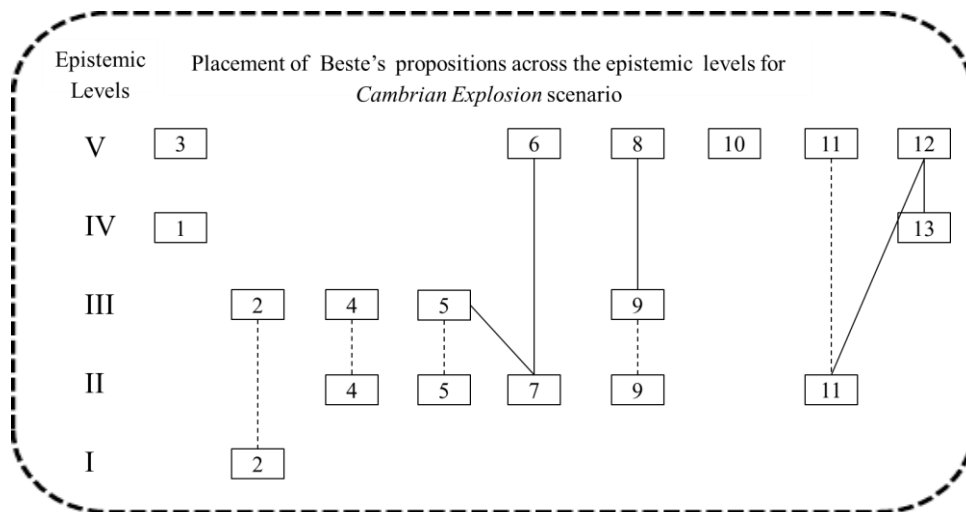 Epistemic Levels
Placement of Beste's propositions across the epistemic levels for
Cambrian Explosion scenario
V 3 6 8 10 11 12
IV 1 13
III 2 4 5 9
II 4 5 7 9 11
I 2